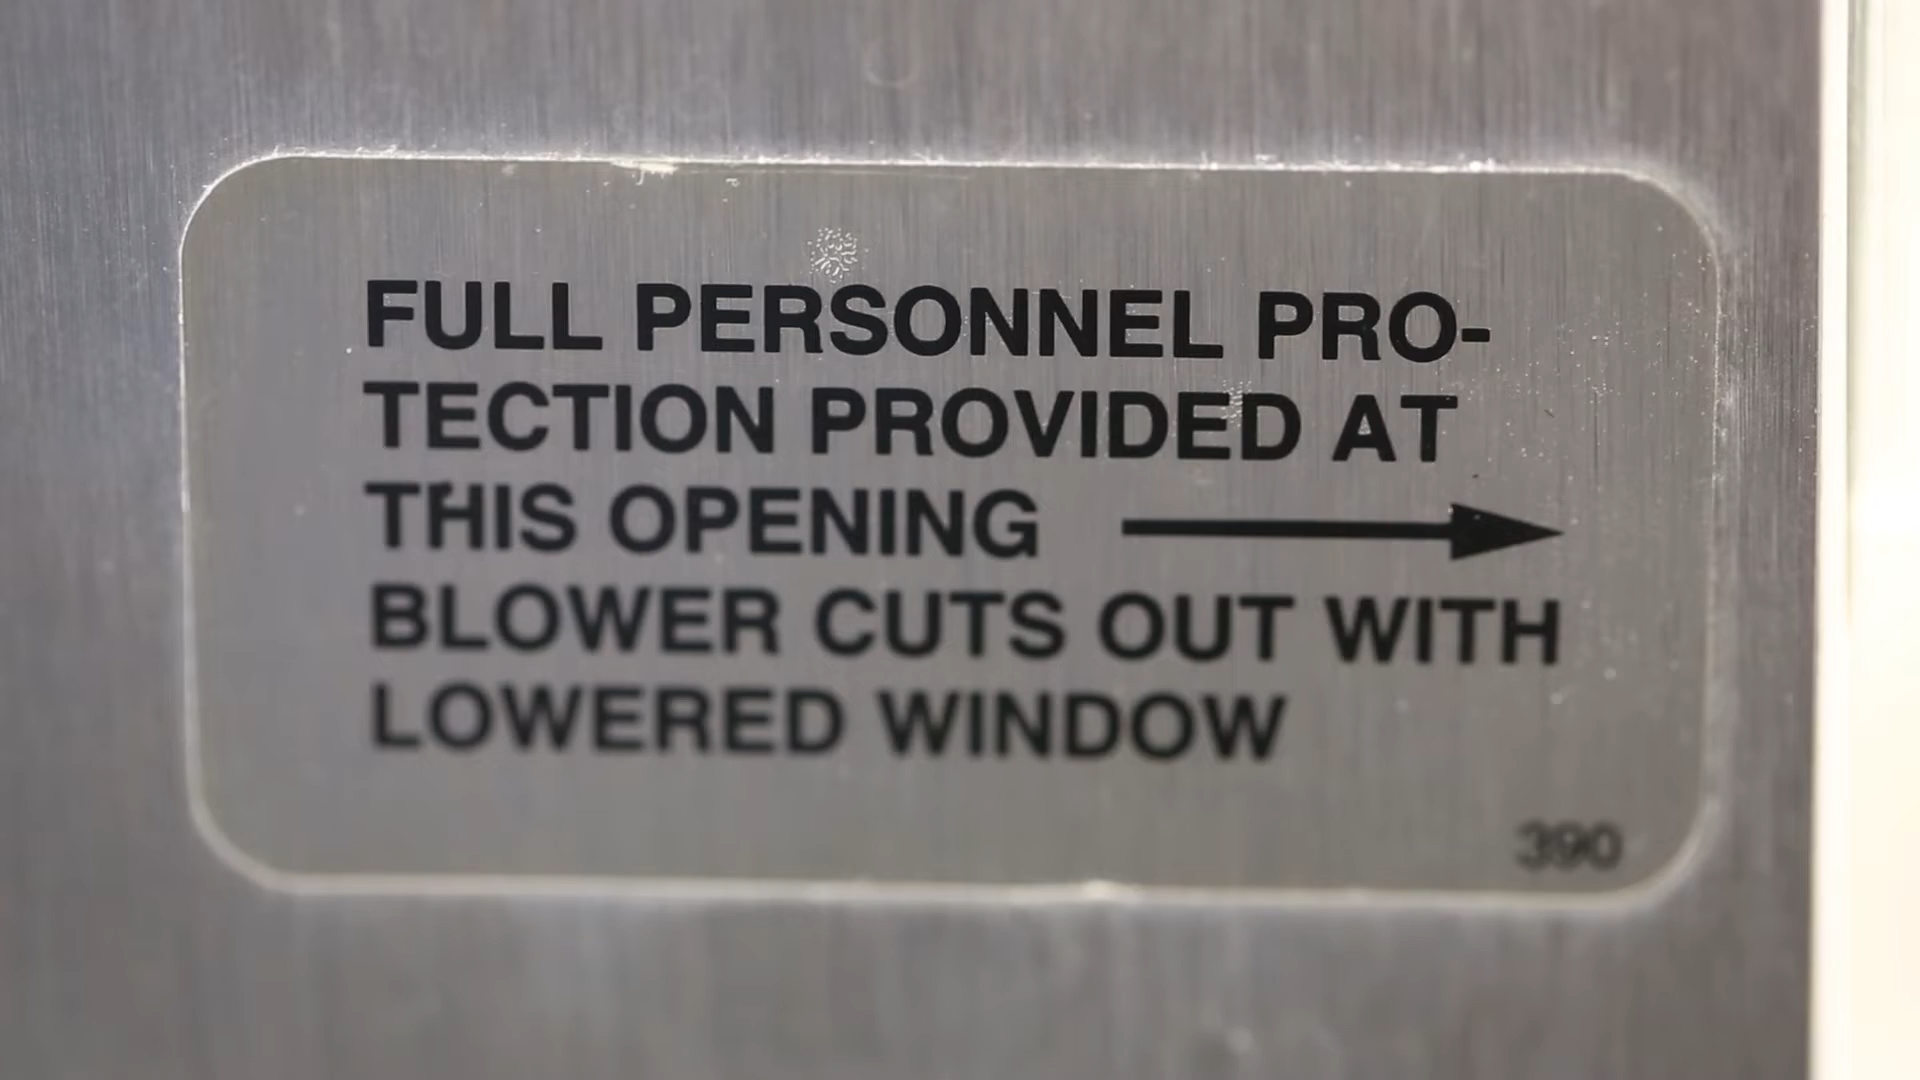 FULL PERSONNEL PRO-
TECTION PROVIDED AT
THIS OPENING
BLOWER CUTS OUT WITH
LOWERED WINDOW
390